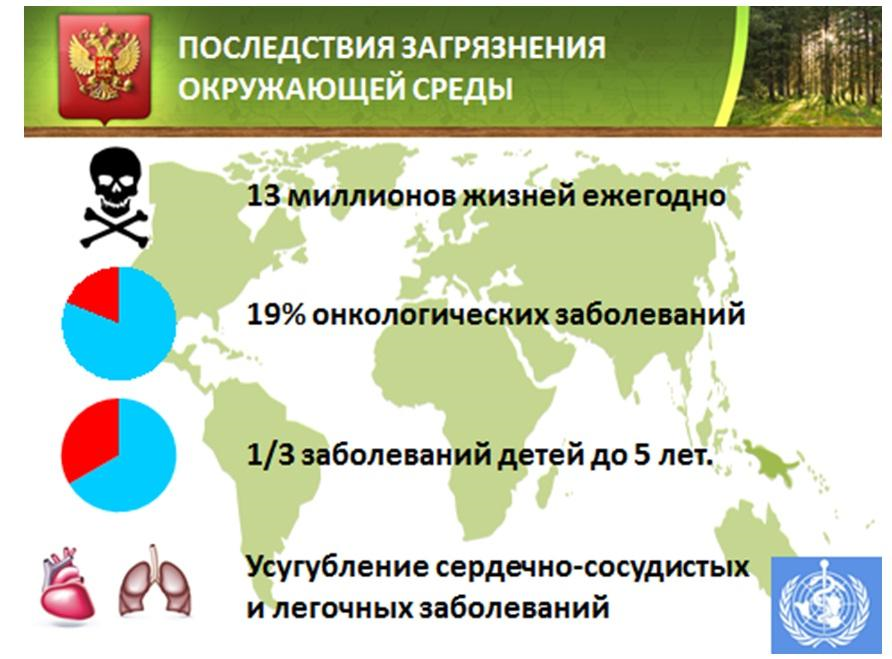 ПОСЛЕДСТВИЯ ЗАГРЯЗНЕНИЯ
ОКРУЖАЮЩЕЙ СРЕДЫ
13 миллионов жизней ежегодно
19% онкологических заболеваний
1/3 заболеваний детей до 5 лет.
Усугубление сердечно-сосудистых
и легочных заболеваний